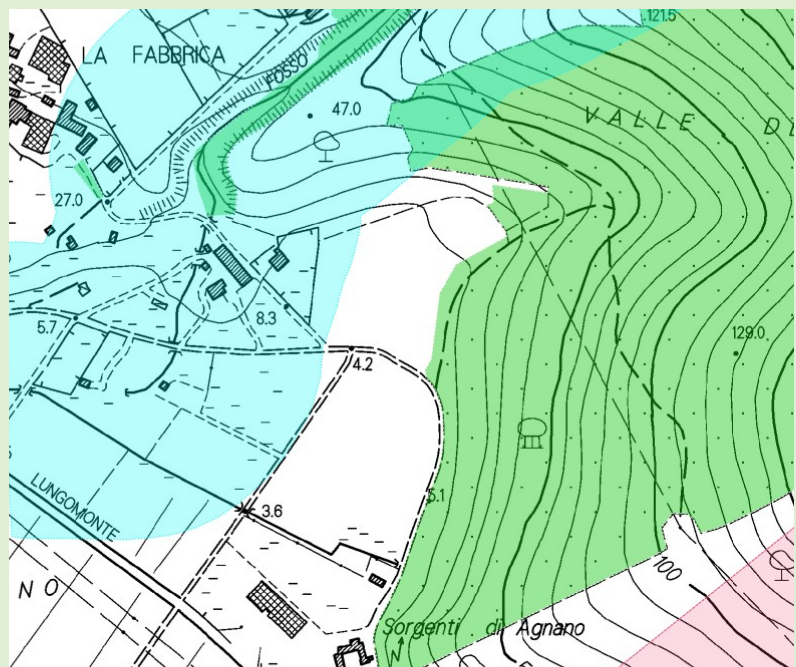 121.5
LA FABBRICA
FOSSO
47.0
VALLE D
27.0
8.3
5.7
129.0
4.2
5.1
LUNGOMONTE
3.6
100
N O
Sorgenti di Agnano
N